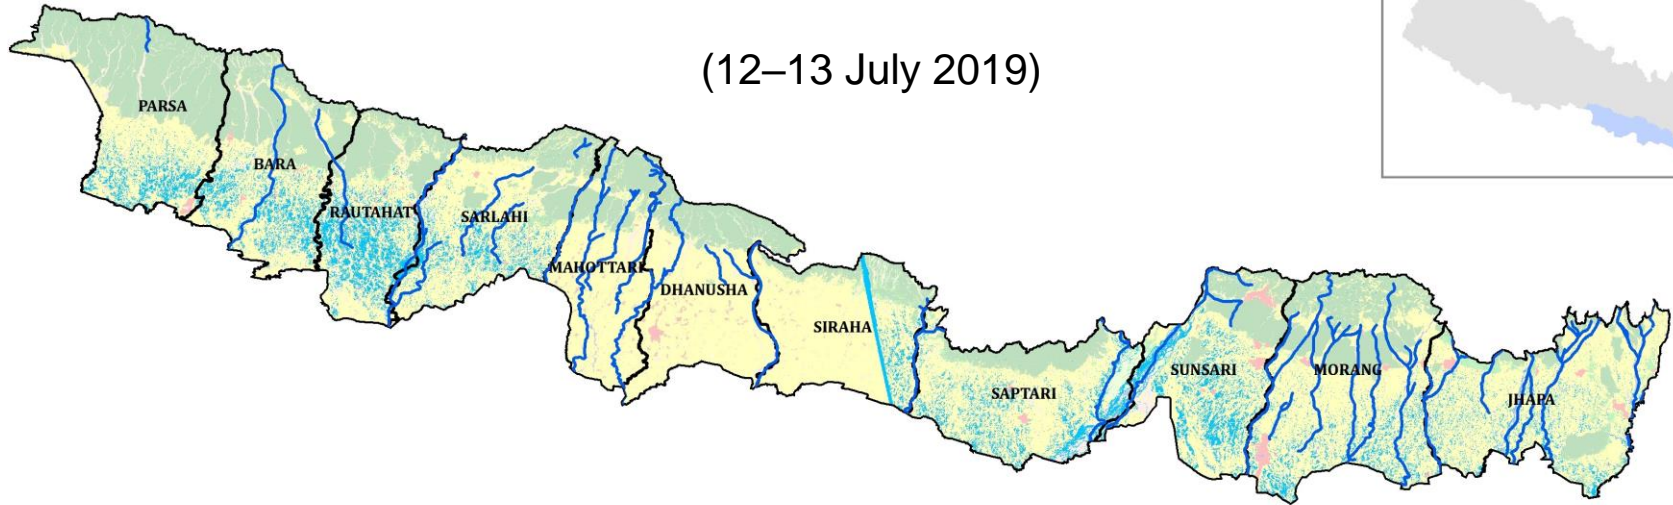 (12–13 July 2019)
PARSA
BARA
RAUTAHAT
SARLAHI
MAHOTTARI
DHANUSHA
SIRAHA
SAPTARI
SUNSARI
MORANG
JHAPA